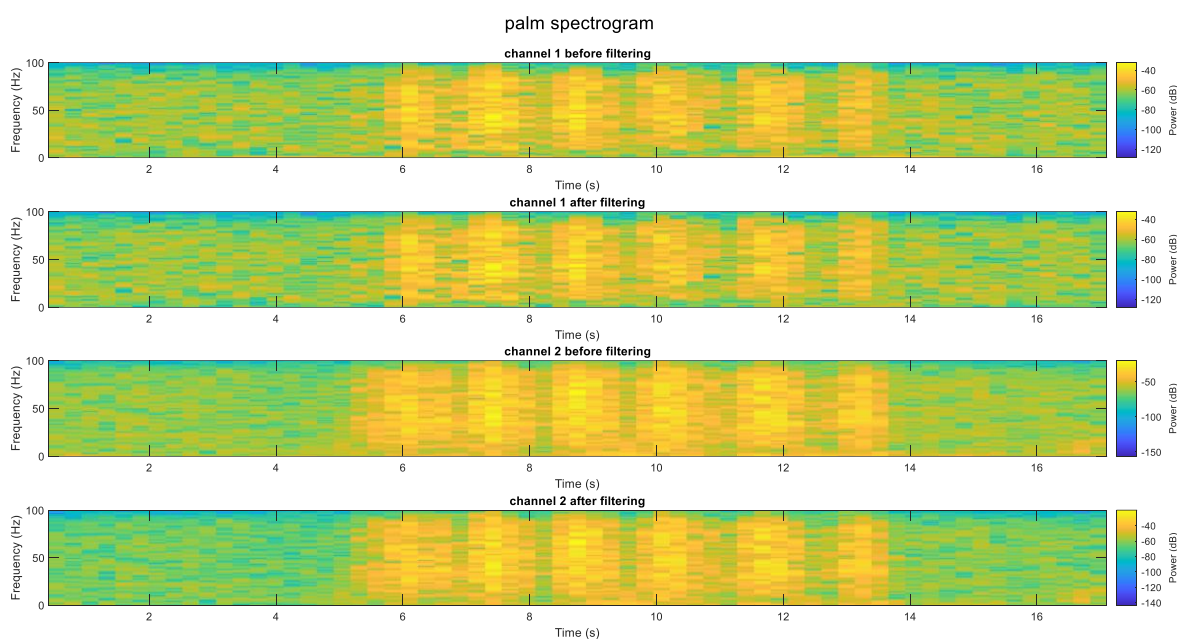 palm spectrogram
channel 1 before filtering
Frequency (Hz)
100
50
0
2 4 6 8 10 12 14 16
Time (s)
-40
-60
-80
-100
-120
Power (dB)
channel 1 after filtering
Frequency (Hz)
100
50
0
2 4 6 8 10 12 14 16
Time (s)
-40
-60
-80
-100
-120
Power (dB)
channel 2 before filtering
Frequency (Hz)
100
50
0
2 4 6 8 10 12 14 16
Time (s)
-50
-100
-150
Power (dB)
channel 2 after filtering
Frequency (Hz)
100
50
0
2 4 6 8 10 12 14 16
Time (s)
-40
-60
-80
-100
-120
-140
Power (dB)